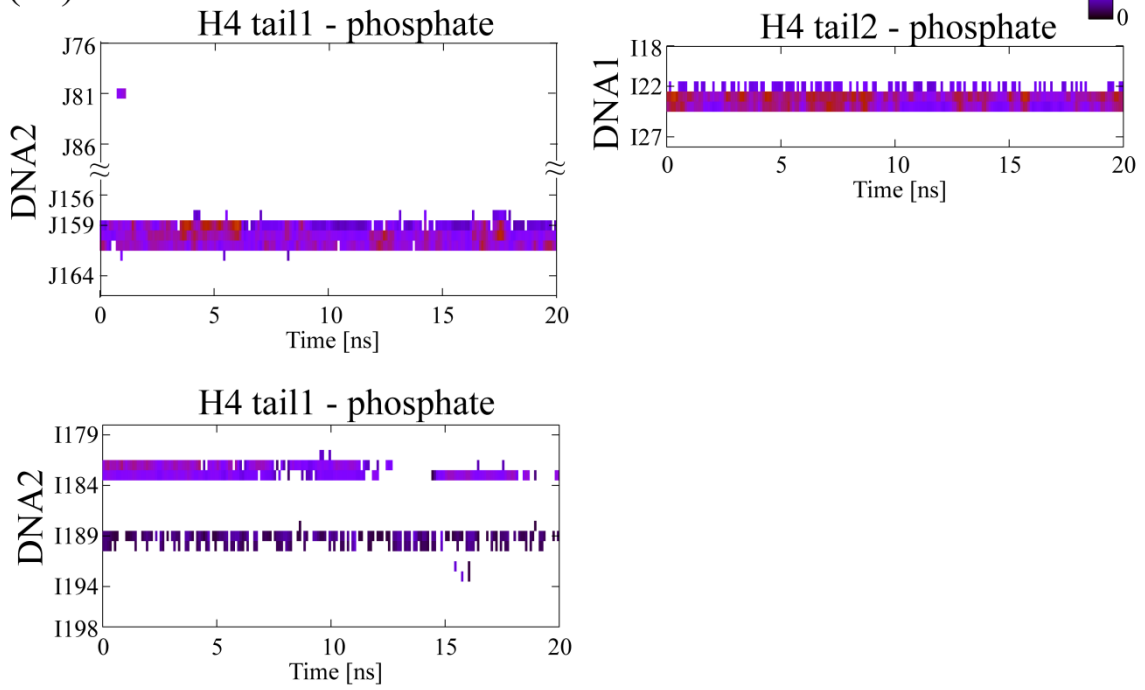 0
H4 tail1 - phosphate
J76
J81
J86
J156
J159
J164
DNA2
0 5 10 15 20
Time [ns]
H4 tail2 - phosphate
I18
I22
I27
DNA1
0 5 10 15 20
Time [ns]
H4 tail1 - phosphate
I179
I184
I189
I194
I198
DNA2
0 5 10 15 20
Time [ns]